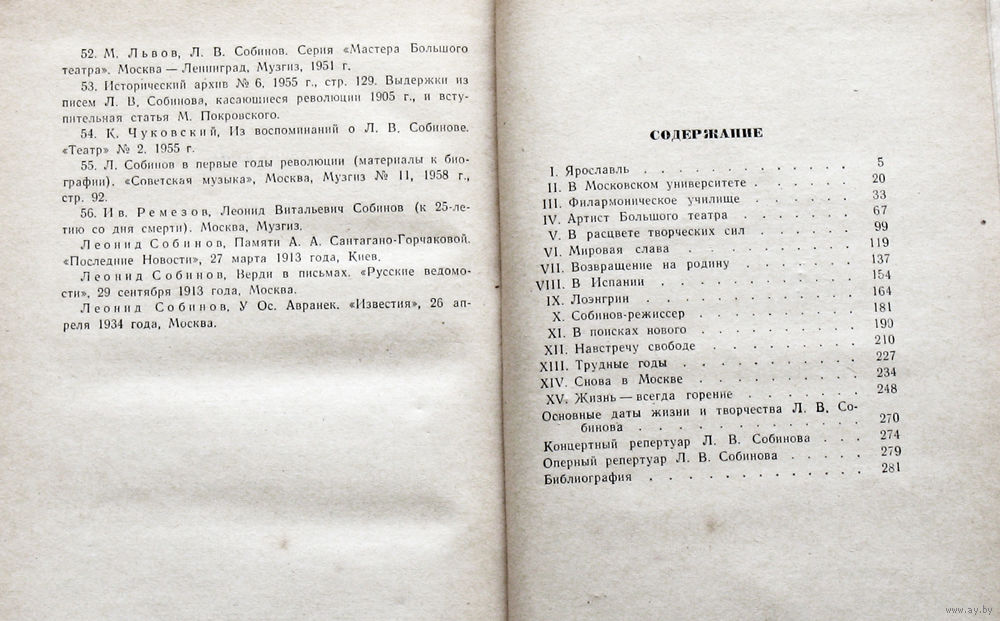 52. М. Львов, Л. В. Собинов. Серия «Мастера Большого
театра». Москва — Ленинград, Музгиз, 1951 г.
53. Исторический архив № 6, 1955 г., стр. 129. Выдержки из
писем Л. В. Собинова, касающиеся революции 1905 г., и всту-
пительная статья М. Покровского.
54. К. Чуковский, Из воспоминаний о Л. В. Собинове.
«Театр» № 2, 1955 г.
55. Л. Собинов в первые годы революции (материалы к био-
графии). «Советская музыка», Москва, Музгиз № 11, 1958 г.,
стр. 92.
56. Ив. Ремезов, Леонид Витальевич Собинов (к 25-ле-
тию со дня смерти). Москва, Музгиз.
Леонид Собинов, Памяти А. А. Сантагано-Горчаковой.
«Последние Новости», 27 марта 1913 года, Киев.
Леонид Собинов, Верди в письмах. «Русские ведомо-
сти», 29 сентября 1913 года, Москва.
Леонид Собинов, У Ос. Авранек. «Известия», 26 ап-
реля 1934 года, Москва.
СОДЕРЖАНИЕ
I. Ярославль . . . . . . . . . . . 5
II. В Московском университете . . . . . . 20
III. Филармоническое училище . . . . . . 33
IV. Артист Большого театра . . . . . . 67
V. В расцвете творческих сил . . . . . . 99
VI. Мировая слава . . . . . . . . . 119
VII. Возвращение на родину . . . . . . 137
VIII. В Испании . . . . . . . . . . 154
IX. Лоэнгрин . . . . . . . . . . . 164
X. Собинов-режиссер . . . . . . . . 181
XI. В поисках нового . . . . . . . . 190
XII. Навстречу свободе . . . . . . . . 210
XIII. Трудные годы . . . . . . . . . 227
XIV. Снова в Москве . . . . . . . . 234
XV. Жизнь — всегда горение . . . . . . 248
Основные даты жизни и творчества Л. В. Со-
бинова . . . . . . . . . . . . 270
Концертный репертуар Л. В. Собинова . . . 274
Оперный репертуар Л. В. Собинова . . . . 279
Библиография . . . . . . . . . . . 281
www.ay.by